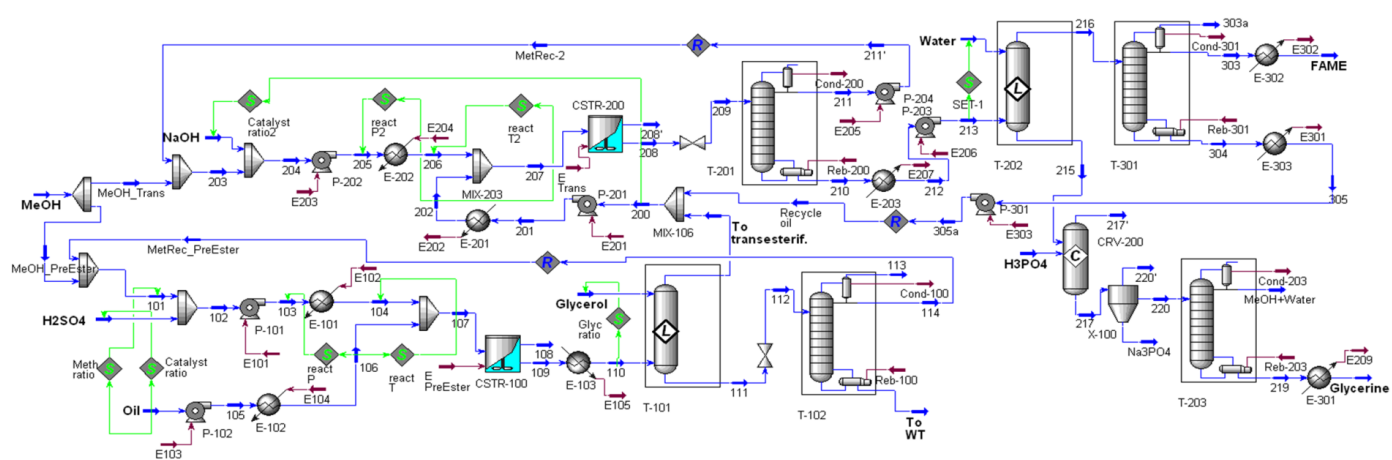 216
303a
Water
Cond-301
E302
303
MetRec-2
211'
E-302
FAME
SET-1
Cond-200
211
P-204
P-203
CSTR-200
209
E205
213
Reb-301
E301
NaOH
Catalyst
ratio2
react
P2
E204
react
T2
208'
208
E206
T-202
T-301
304
E-303
205
206
204
P-202
E-202
203
E203
207
E
Trans
T-201
Reb-200
E207
210
E-203
212
215
MeOH
MeOH_Trans
MIX-203
202
P-201
200
201
E202
E-201
E201
MIX-106
Recycle
oil
305a
P-301
E303
305
To
transesterif.
217'
CRV-200
H3PO4
MetRec_PreEster
MeOH_PreEster
E102
113
Cond-100
114
220'
Cond-203
MeOH+Water
101
103
104
102
P-101
E-101
H2SO4
107
Glycerol
Glyc
ratio
112
217
X-100
220
Na3PO4
E101
Meth
ratio
Catalyst
ratio
react
P
react
T
106
E
PreEster
CSTR-100
108
109
E-103
110
E105
T-101
111
T-102
Reb-100
Reb-203
219
E209
E-301
Glycerine
T-203
Oil
105
E104
P-102
E-102
E103
To
WT